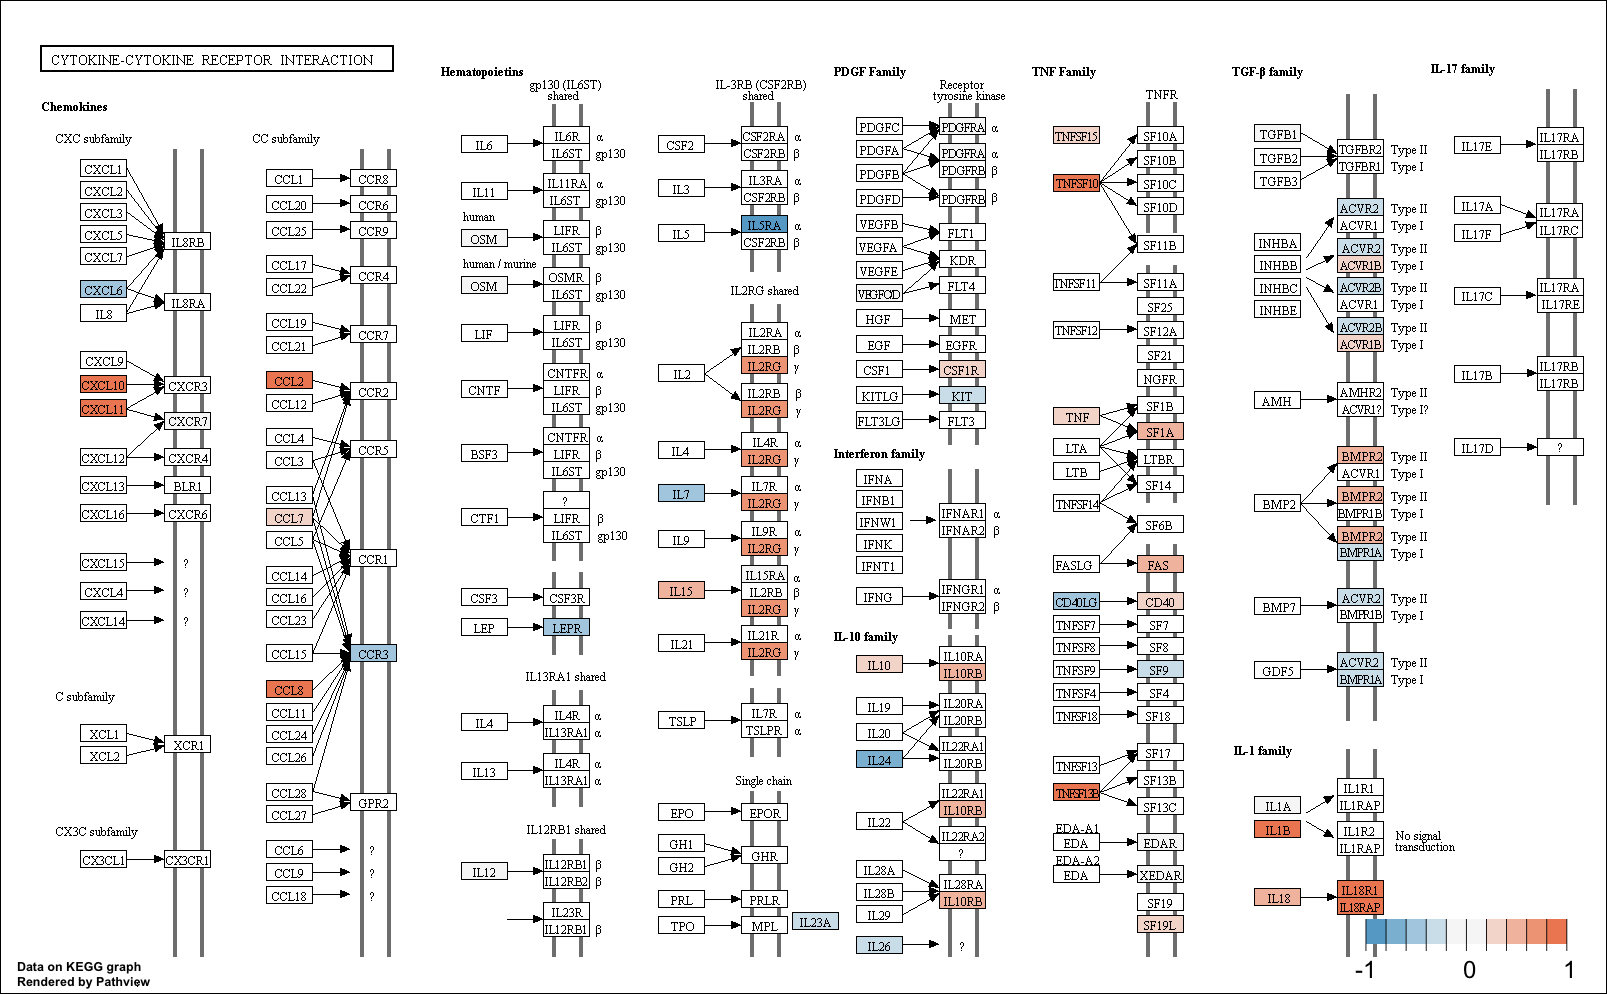 CYTOKINE-CYTOKINE RECEPTOR INTERACTION
Chemokines
CXC subfamily
CXCL1
CXCL2
CXCL3
CXCL5
CXCL7
CXCL6
IL8
IL8RB
IL8RA
CXCL9
CXCL10
CXCL11
CXCR3
CXCR7
CXCL12
CXCR4
CXCL13
BLR1
CXCL16
CXCR6
CXCL15
?
CXCL4
?
CXCL14
?
C subfamily
XCL1
XCL2
XCR1
CX3C subfamily
CX3CL1
CX3CR1
CC subfamily
CCL1
CCR8
CCL20
CCR6
CCL25
CCR9
CCL17
CCL22
CCR4
CCL19
CCL21
CCR7
CCL2
CCL12
CCR2
CCL4
CCL3
CCR5
CCL13
CCL7
CCL5
CCR1
CCL14
CCL16
CCL23
CCL15
CCR3
CCL8
CCL11
CCL24
CCL26
CCL28
CCL27
GPR2
CCL6
?
CCL9
?
CCL18
?
Hematopoietins
gp130 (IL6ST)
shared
IL6
IL6R α
IL6ST gp130
IL11
IL11RA α
IL6ST gp130
human
OSM
LIFR β
IL6ST gp130
human / murine
OSM
OSMR β
IL6ST gp130
LIF
LIFR β
IL6ST gp130
CNTF
CNTFR α
LIFR β
IL6ST gp130
BSF3
CNTFR α
LIFR β
IL6ST gp130
CTF1
?
LIFR β
IL6ST gp130
CSF3
CSF3R
LEP
LEPR
IL13RA1 shared
IL4
IL4R α
IL13RA1 α
IL13
IL4R α
IL13RA1 α
IL12RB1 shared
IL12
IL12RB1 β
IL12RB2 β
IL23R
IL12RB1 β
IL-3RB (CSF2RB)
shared
CSF2
CSF2RA α
CSF2RB β
IL3
IL3RA α
CSF2RB β
IL5
IL5RA α
CSF2RB β
IL2RG shared
IL2
IL2RA α
IL2RB β
IL2RG γ
IL2RB β
IL2RG γ
IL4
IL4R α
IL2RG γ
IL7
IL7R α
IL2RG γ
IL9
IL9R α
IL2RG γ
IL15
IL15RA α
IL2RB β
IL2RG γ
IL21
IL21R α
IL2RG γ
TSLP
IL7R α
TSLPR α
Single chain
EPO
EPOR
GH1
GH2
GHR
PRL
PRLR
TPO
MPL
IL23A
PDGF Family
Receptor
tyrosine kinase
PDGFC
PDGFA
PDGFB
PDGFD
PDGFRA α
PDGFRA α
PDGFRB β
PDGFRB β
VEGFB
VEGFA
VEGFE
VEGFC/D
FLT1
KDR
FLT4
HGF
MET
EGF
EGFR
CSF1
CSF1R
KITLG
KIT
FLT3LG
FLT3
Interferon family
IFNA
IFNB1
IFNW1
IFNK
IFNT1
IFNAR1 α
IFNAR2 β
IFNG
IFNGR1 α
IFNGR2 β
IL-10 family
IL10
IL10RA
IL10RB
IL19
IL20
IL24
IL20RA
IL20RB
IL22RA1
IL20RB
IL22
IL22RA1
IL10RB
IL22RA2
?
IL28A
IL28B
IL29
IL28RA
IL10RB
IL26
?
TNF Family
TNFR
TNFSF15
TNFSF10
SF10A
SF10B
SF10C
SF10D
SF11B
TNFSF11
SF11A
SF25
TNFSF12
SF12A
SF21
NGFR
TNF
SF1B
SF1A
LTA
LTB
LTBR
TNFSF14
SF14
SF6B
FASLG
FAS
CD40LG
CD40
TNFSF7
SF7
TNFSF8
SF8
TNFSF9
SF9
TNFSF4
SF4
TNFSF18
SF18
TNFSF13
SF17
TNFSF13B
SF13B
SF13C
EDA-A1
EDA
EDAR
EDA-A2
EDA
XEDAR
SF19
SF19L
TGF-β family
TGFB1
TGFB2
TGFB3
TGFBR2 Type II
TGFBR1 Type I
INHBA
INHBB
INHBC
INHBE
ACVR2 Type II
ACVR1 Type I
ACVR2 Type II
ACVR1B Type I
ACVR2B Type II
ACVR1 Type I
ACVR2B Type II
ACVR1B Type I
AMH
AMHR2 Type II
ACVR1? Type I?
BMP2
BMPR2 Type II
ACVR1 Type I
BMPR2 Type II
BMPR1B Type I
BMPR2 Type II
BMPR1A Type I
BMP7
ACVR2 Type II
BMPR1B Type I
GDF5
ACVR2 Type II
BMPR1A Type I
IL-1 family
IL1A
IL1B
IL1R1
IL1RAP
IL1R2
IL1RAP
No signal
transduction
IL18
IL18R1
IL18RAP
IL-17 family
IL17E
IL17RA
IL17RB
IL17A
IL17F
IL17RA
IL17RC
IL17C
IL17RA
IL17RE
IL17B
IL17RB
IL17RB
IL17D
?
-1 0 1
Data on KEGG graph
Rendered by Pathview